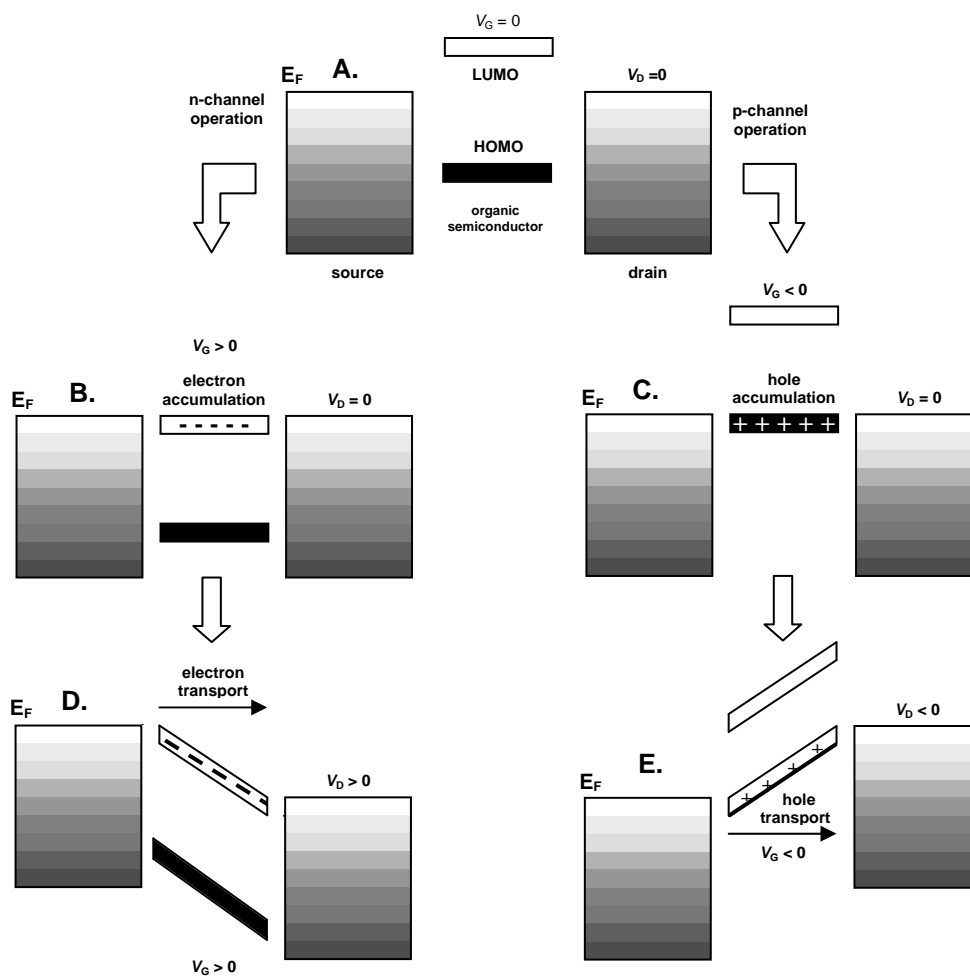 V_G = 0
E_F A.
LUMO
V_D =0
n-channel
operation
p-channel
operation
HOMO
organic
semiconductor
source
drain
V_G < 0
V_G > 0
E_F B.
electron
accumulation
V_D = 0
- - - - -
E_F C.
hole
accumulation
V_D = 0
+ + + + +
electron
transport
E_F D.
V_D > 0
V_G > 0
V_D < 0
E_F E.
+ + + +
hole
transport
V_G < 0